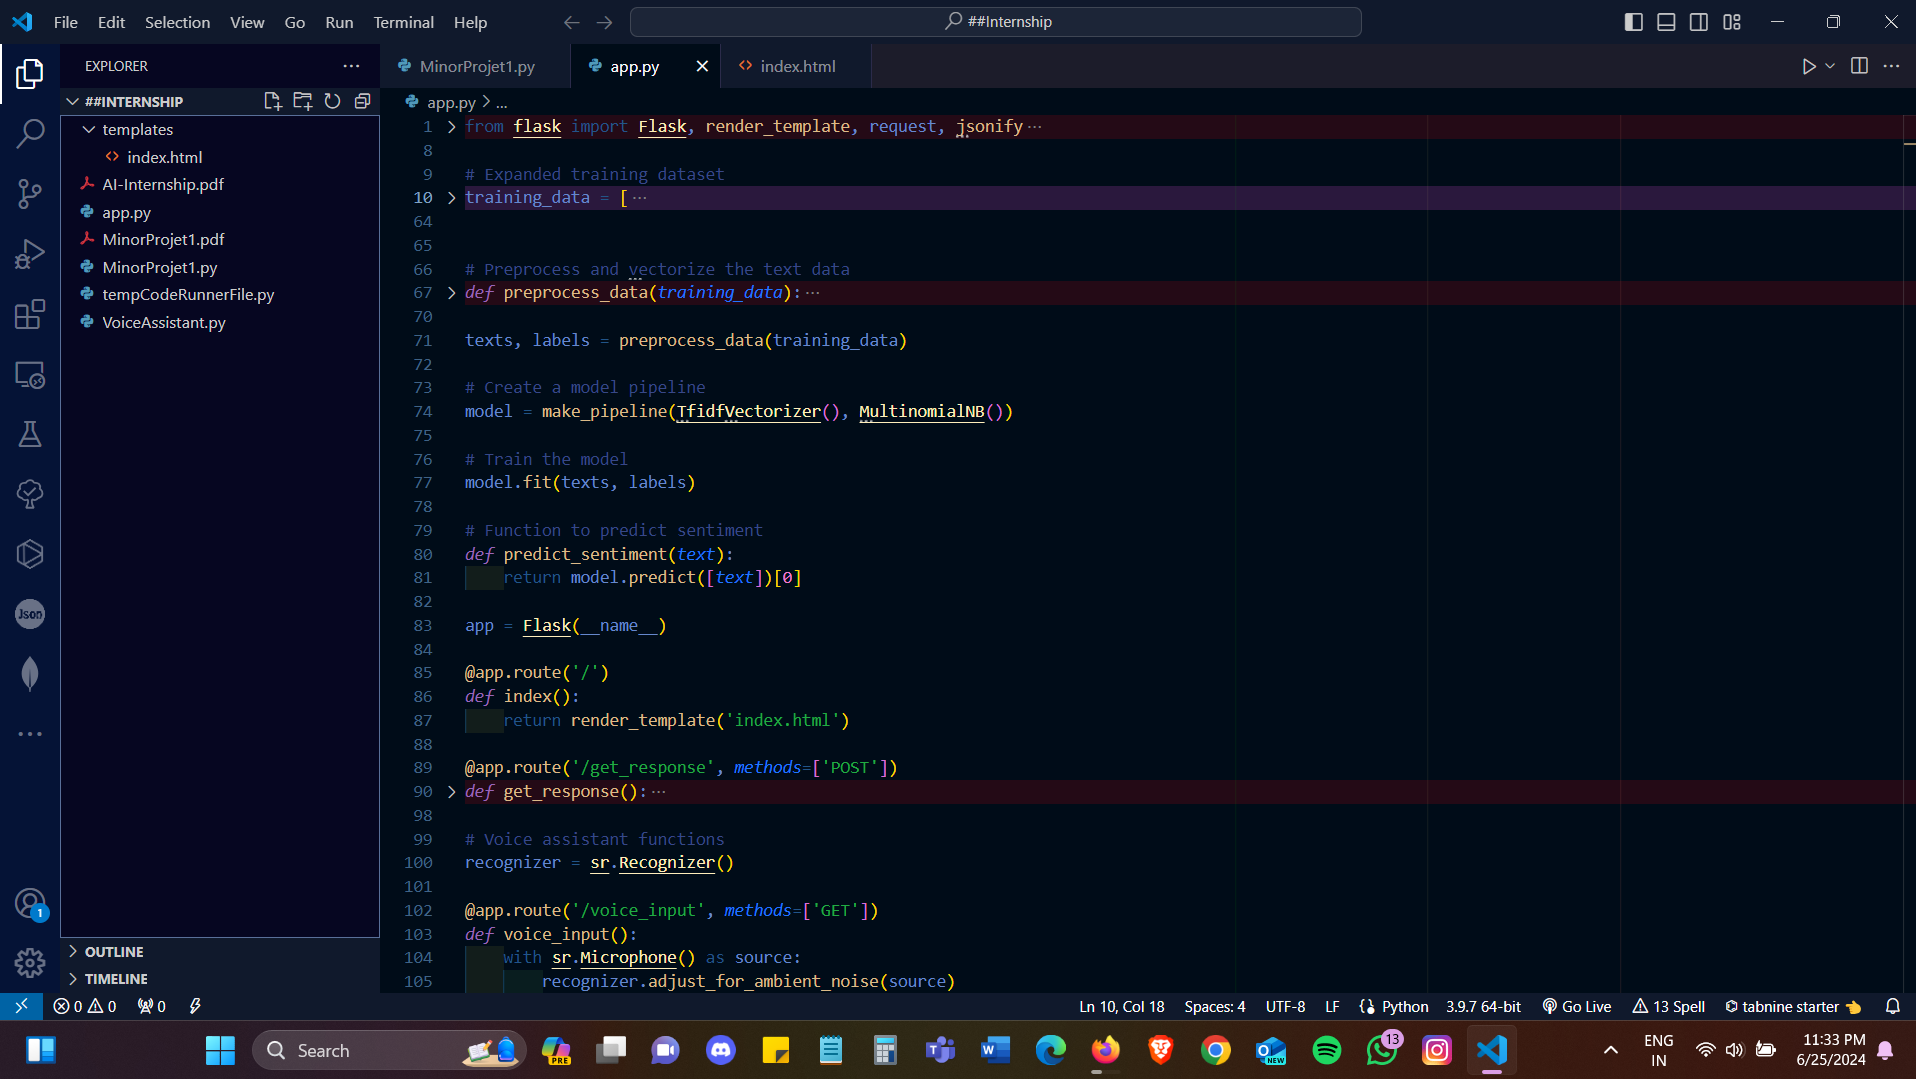 File Edit Selection View Go Run Terminal Help
##Internship
EXPLORER
##INTERNSHIP
templates
index.html
AI-Internship.pdf
app.py
MinorProjet1.pdf
MinorProjet1.py
tempCodeRunnerFile.py
VoiceAssistant.py
Json
1
OUTLINE
TIMELINE
MinorProjet1.py app.py index.html
app.py > ...
1 from flask import Flask, render_template, request, jsonify ...
8
9 # Expanded training dataset
10 training_data = [ ...
64
65
66 # Preprocess and vectorize the text data
67 def preprocess_data(training_data): ...
70
71 texts, labels = preprocess_data(training_data)
72
73 # Create a model pipeline
74 model = make_pipeline(TfidfVectorizer(), MultinomialNB())
75
76 # Train the model
77 model.fit(texts, labels)
78
79 # Function to predict sentiment
80 def predict_sentiment(text):
81 return model.predict([text])[0]
82
83 app = Flask(__name__)
84
85 @app.route('/')
86 def index():
87 return render_template('index.html')
88
89 @app.route('/get_response', methods=['POST'])
90 def get_response(): ...
98
99 # Voice assistant functions
100 recognizer = sr.Recognizer()
101
102 @app.route('/voice_input', methods=['GET'])
103 def voice_input():
104 with sr.Microphone() as source:
105 recognizer.adjust_for_ambient_noise(source)
0 0 0 Ln 10, Col 18 Spaces: 4 UTF-8 LF Python 3.9.7 64-bit Go Live 13 Spell tabnine starter
Search
PRE
NEW
13
ENG
IN
11:33 PM
6/25/2024